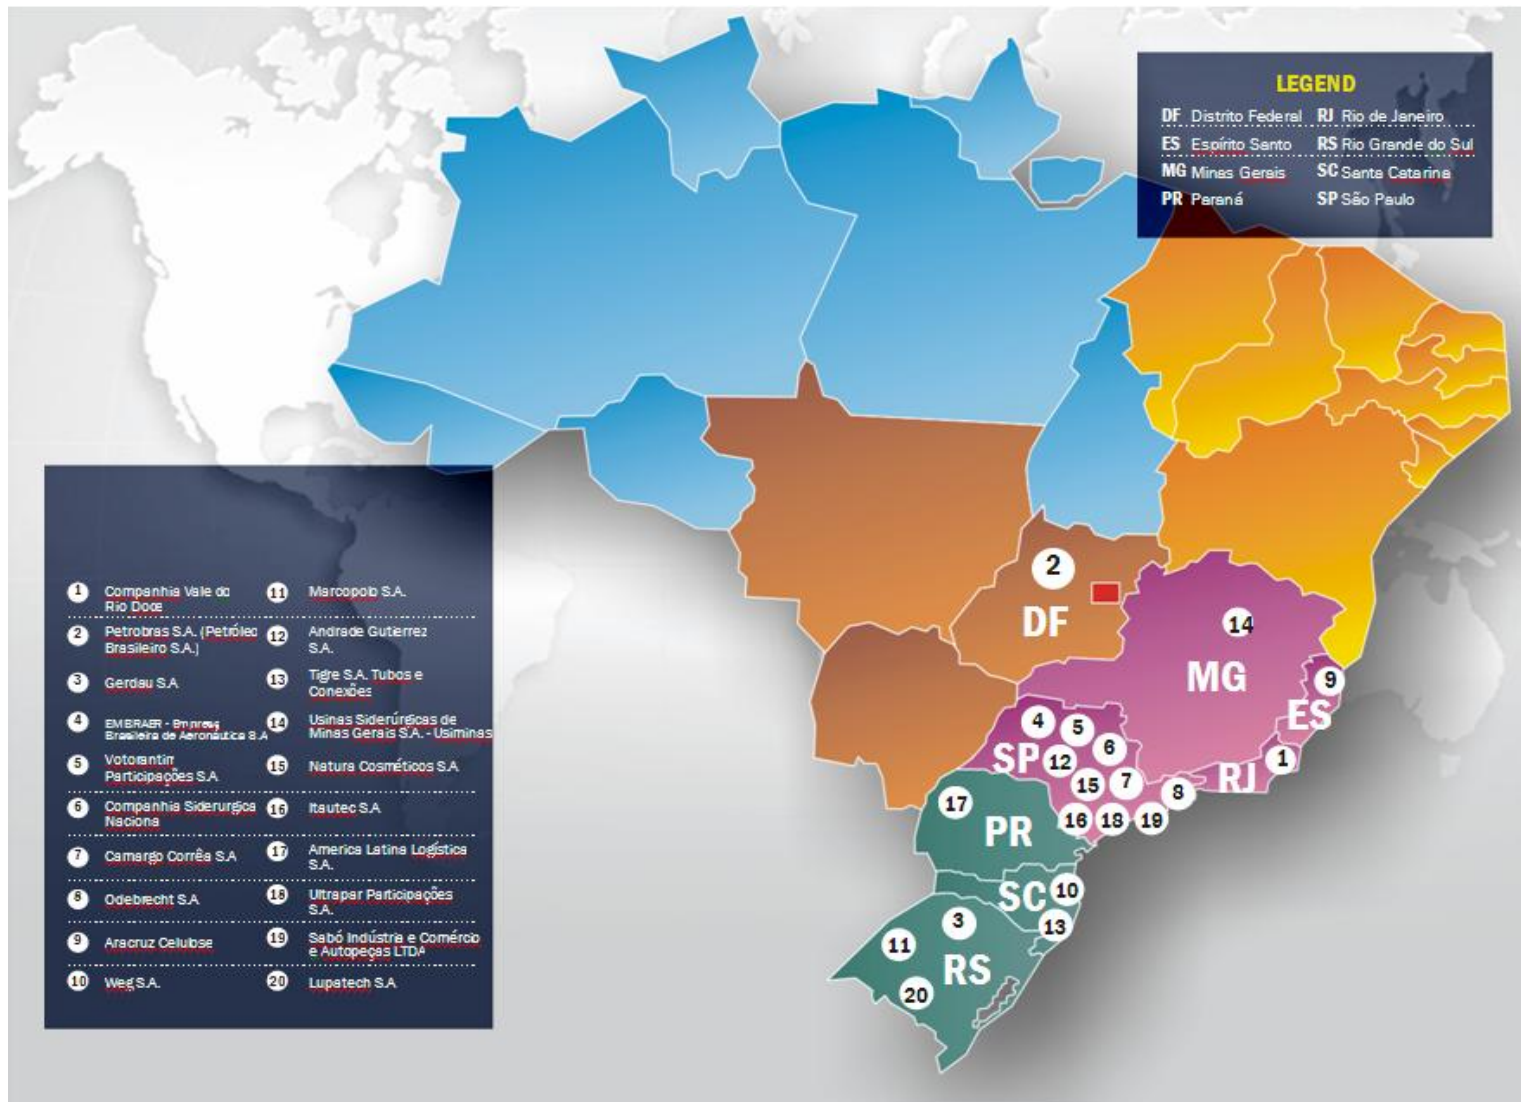 LEGEND
DF Distrito Federal RJ Rio de Janeiro
ES Espírito Santo RS Rio Grande do Sul
MG Minas Gerais SC Santa Catarina
PR Paraná SP São Paulo
2
DF
14
MG
9
ES
4 5 6
SP 12
15 7
RJ 1
8
16 18 19
17
PR
SC 10
13
3
11
RS
20
1 Companhia Vale do
Rio Doce
2 Petrobras S.A. (Petróleo
Brasileiro S.A.)
3 Gerdau S.A
4 EMBRAER - Empresa
Brasileira de Aeronáutica S.A
5 Votorantim
Participações S.A
6 Companhia Siderurgica
Naciona
7 Camargo Corrêa S.A
8 Odebrecht S.A
9 Aracruz Celulose
10 Weg S.A.
11 Marcopolo S.A.
12 Andrade Gutierrez
S.A.
13 Tigre S.A. Tubos e
Conexões
14 Usinas Siderúrgicas de
Minas Gerais S.A. - Usiminas
15 Natura Cosméticos S.A
16 Itautec S.A
17 America Latina Logística
S.A.
18 Ultrapar Participações
S.A.
19 Sabó Indústria e Comércio
e Autopeças LTDA
20 Lupatech S.A